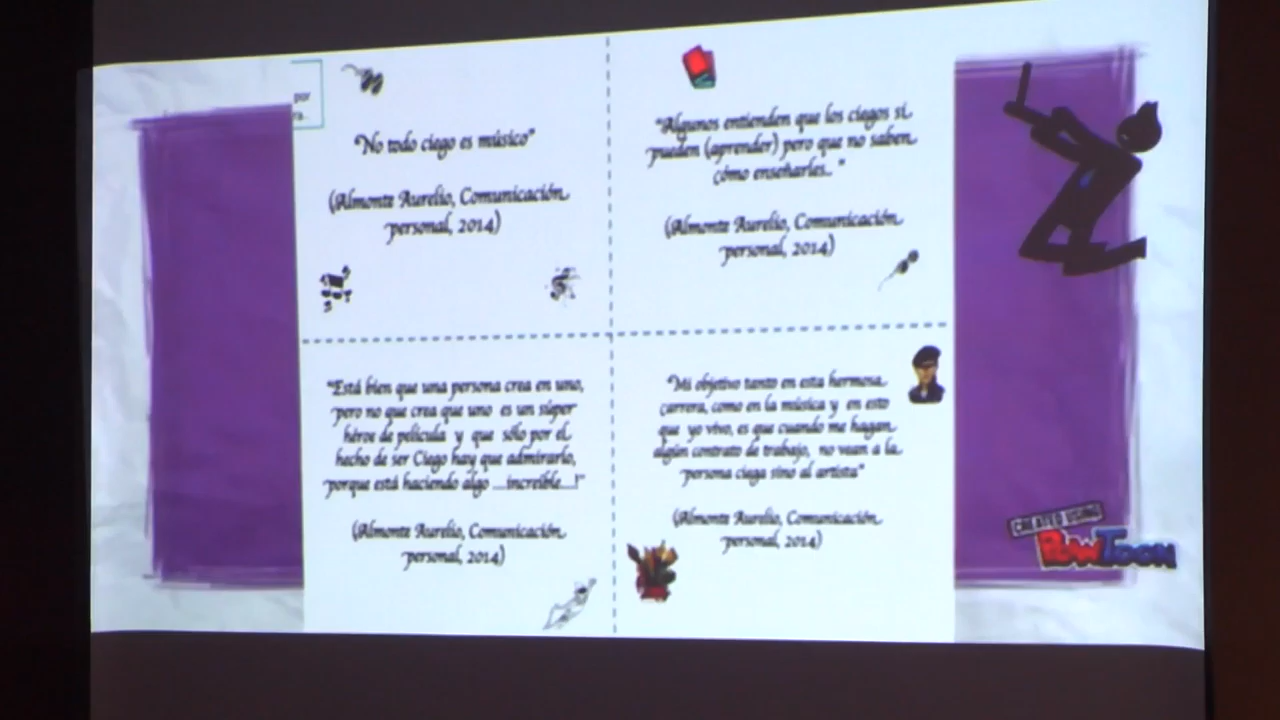 por
ra.
"No todo ciego es músico"
(Almonte Aurelio, Comunicación
personal, 2014)
"Algunos entienden que los ciegos si
pueden (aprender) pero que no saben
cómo enseñarles.."
(Almonte Aurelio, Comunicación
personal, 2014)
"Está bien que una persona crea en uno,
pero no que crea que uno es un súper
héroe de película y que sólo por el
hecho de ser Ciego hay que admirarlo,
porque está haciendo algo ....increíble....!"
(Almonte Aurelio, Comunicación
personal, 2014)
"Mi objetivo tanto en esta hermosa
carrera, como en la música y en esto
que yo vivo, es que cuando me hagan
algún contrato de trabajo, no vean a la
persona ciega sino al artista"
(Almonte Aurelio, Comunicación
personal, 2014)
CREATED USING
POWTOON